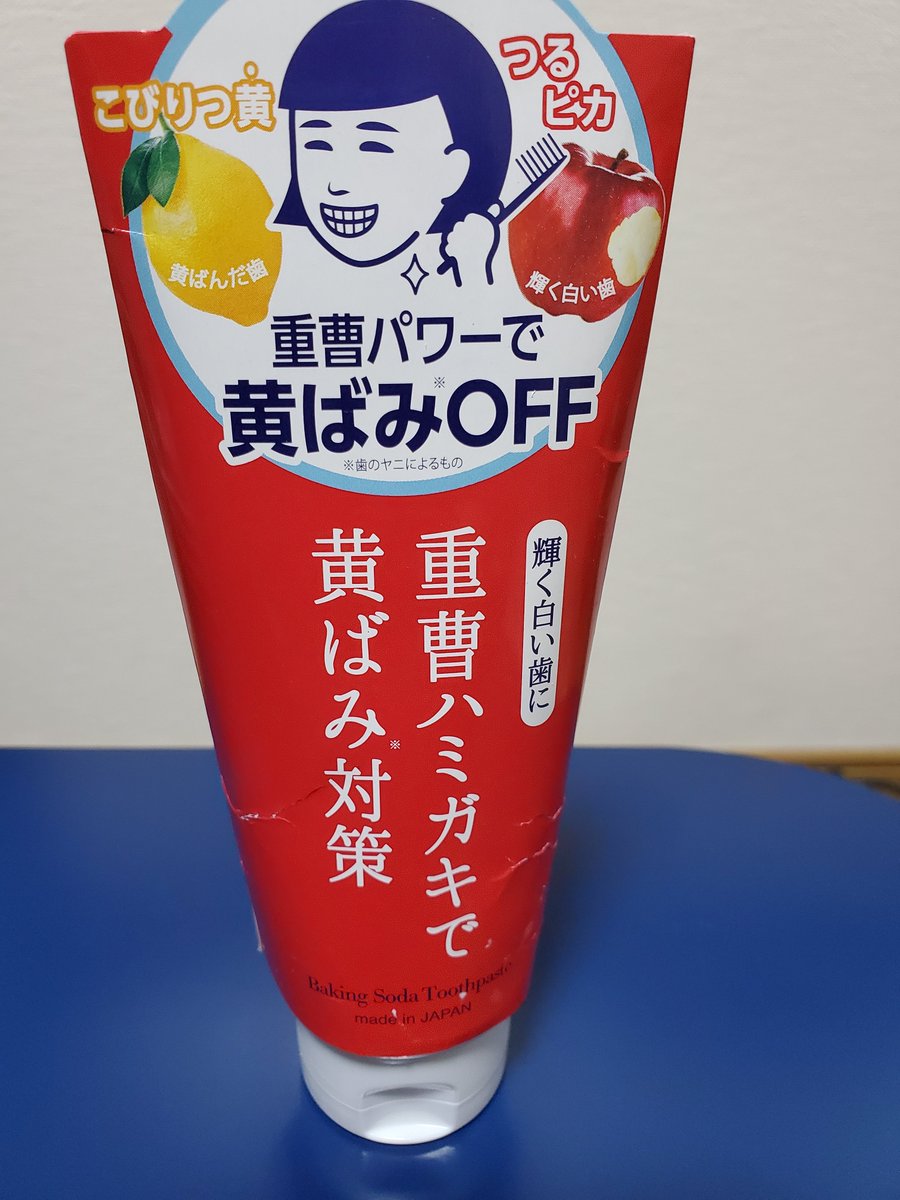 こびりつ黄
つる
ピカ
黄ばんだ歯
輝く白い歯
重曹パワーで
黄ばみ※OFF
※歯のヤニによるもの
輝く白い歯に
重曹ハミガキで
黄ばみ※対策
Baking Soda Toothpaste
made in JAPAN